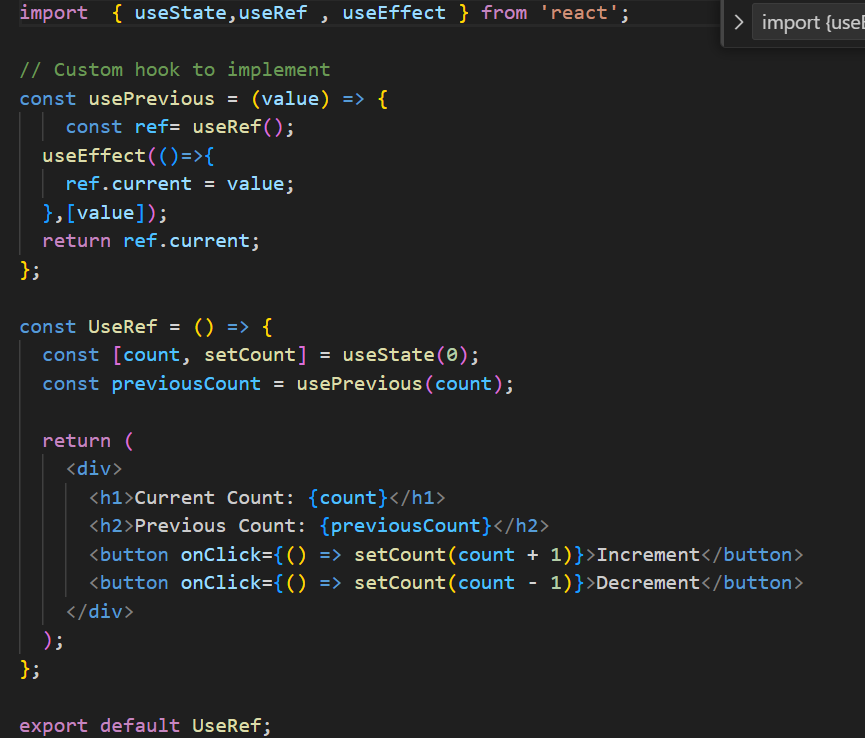 import  { useState,useRef , useEffect } from 'react';
import {useE
// Custom hook to implement
const usePrevious = (value) => {
    const ref= useRef();
  useEffect(()=>{
    ref.current = value;
  },[value]);
  return ref.current;
};

const UseRef = () => {
  const [count, setCount] = useState(0);
  const previousCount = usePrevious(count);

  return (
    <div>
      <h1>Current Count: {count}</h1>
      <h2>Previous Count: {previousCount}</h2>
      <button onClick={() => setCount(count + 1)}>Increment</button>
      <button onClick={() => setCount(count - 1)}>Decrement</button>
    </div>
  );
};

export default UseRef;